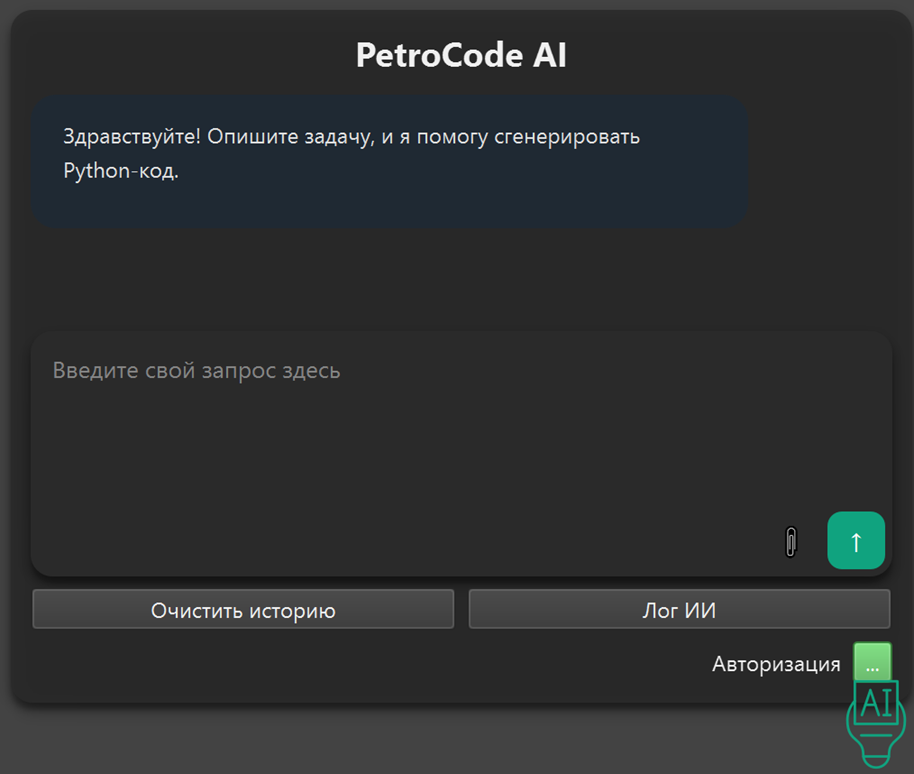 PetroCode AI
Здравствуйте! Опишите задачу, и я помогу сгенерировать
Python-код.
Введите свой запрос здесь
↑
Очистить историю
Лог ИИ
Авторизация
...
AI